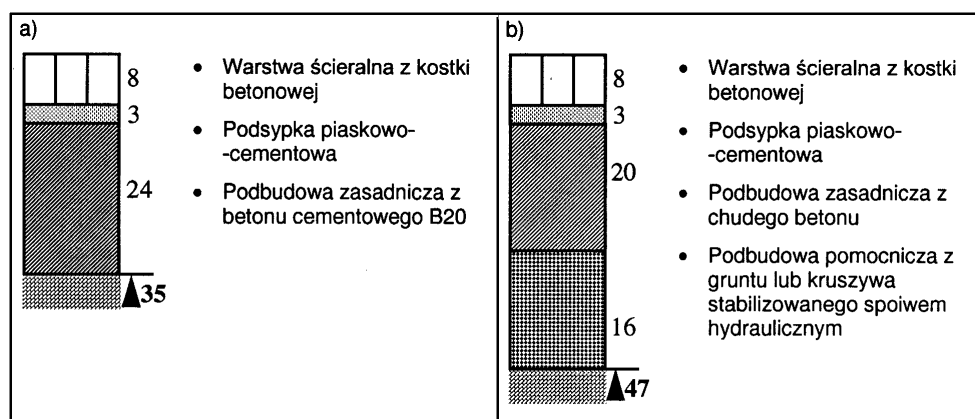 a)
8
3
24
35
• Warstwa ścieralna z kostki
betonowej
• Podsypka piaskowo-
-cementowa
• Podbudowa zasadnicza z
betonu cementowego B20
b)
8
3
20
16
47
• Warstwa ścieralna z kostki
betonowej
• Podsypka piaskowo-
-cementowa
• Podbudowa zasadnicza z
chudego betonu
• Podbudowa pomocnicza z
gruntu lub kruszywa
stabilizowanego spoiwem
hydraulicznym